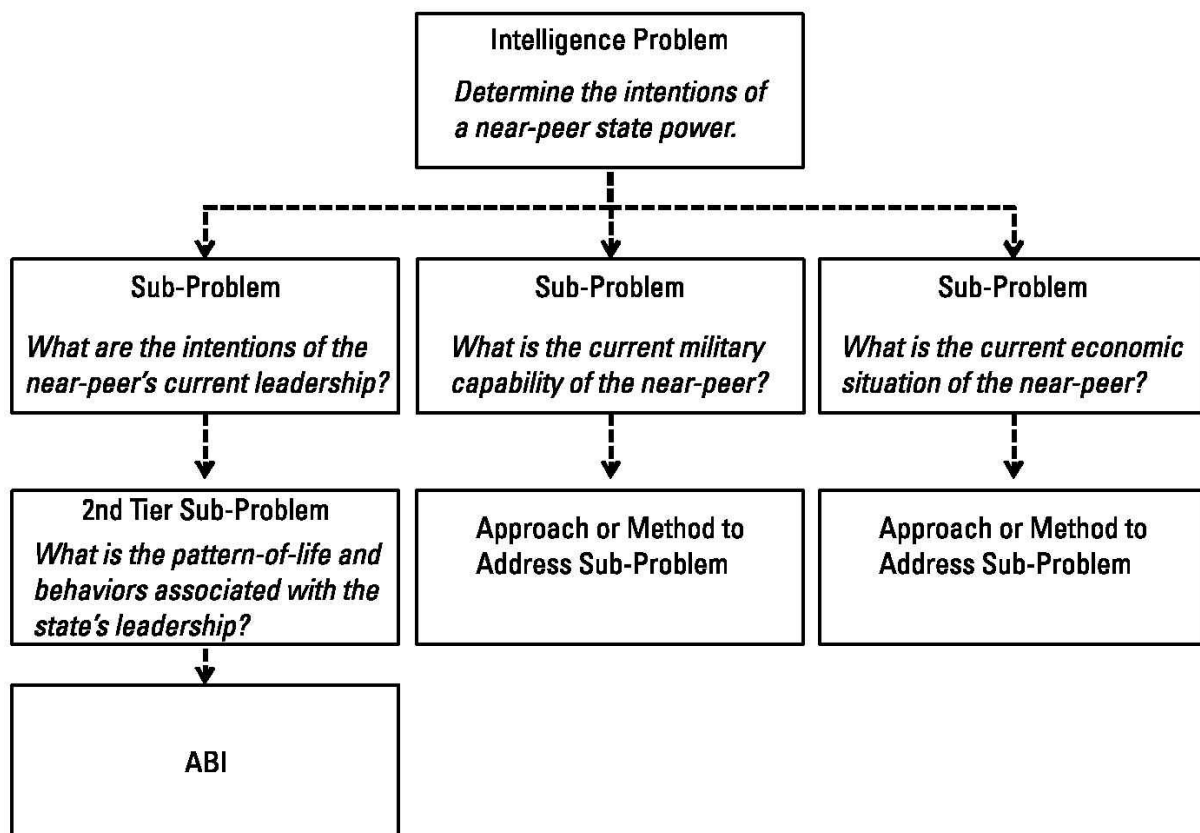 Intelligence Problem
Determine the intentions of
a near-peer state power.
Sub-Problem
What are the intentions of the
near-peer's current leadership?
Sub-Problem
What is the current military
capability of the near-peer?
Sub-Problem
What is the current economic
situation of the near-peer?
2nd Tier Sub-Problem
What is the pattern-of-life and
behaviors associated with the
state's leadership?
Approach or Method to
Address Sub-Problem
Approach or Method to
Address Sub-Problem
ABI